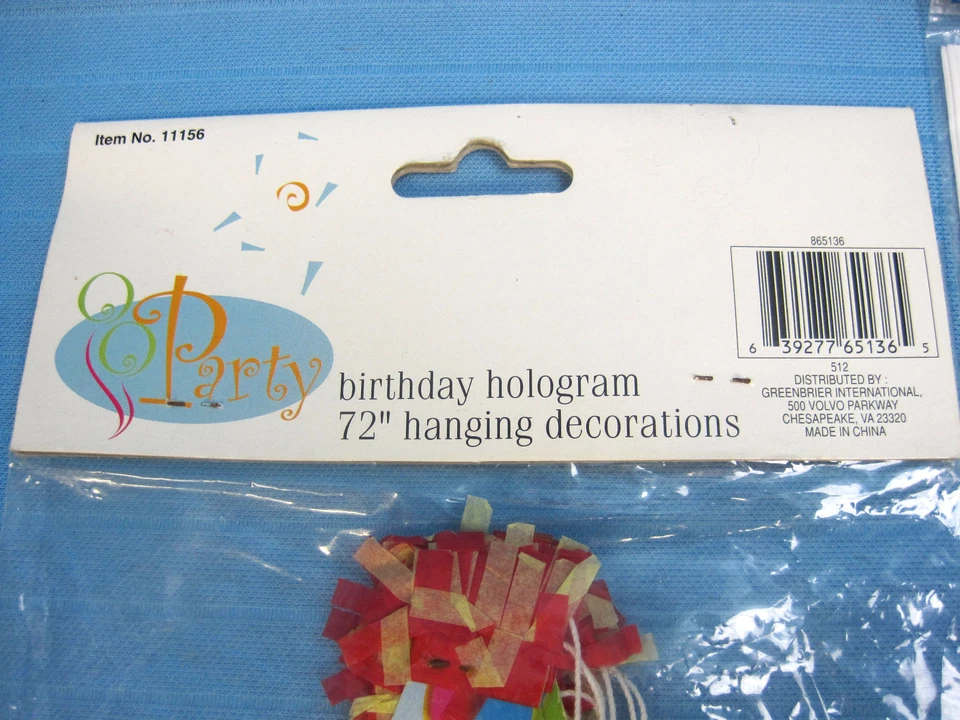 Item No. 11156
Party
birthday hologram
72" hanging decorations
865136
6 39277 65136 5
512
DISTRIBUTED BY :
GREENBRIER INTERNATIONAL,
500 VOLVO PARKWAY
CHESAPEAKE, VA 23320
MADE IN CHINA